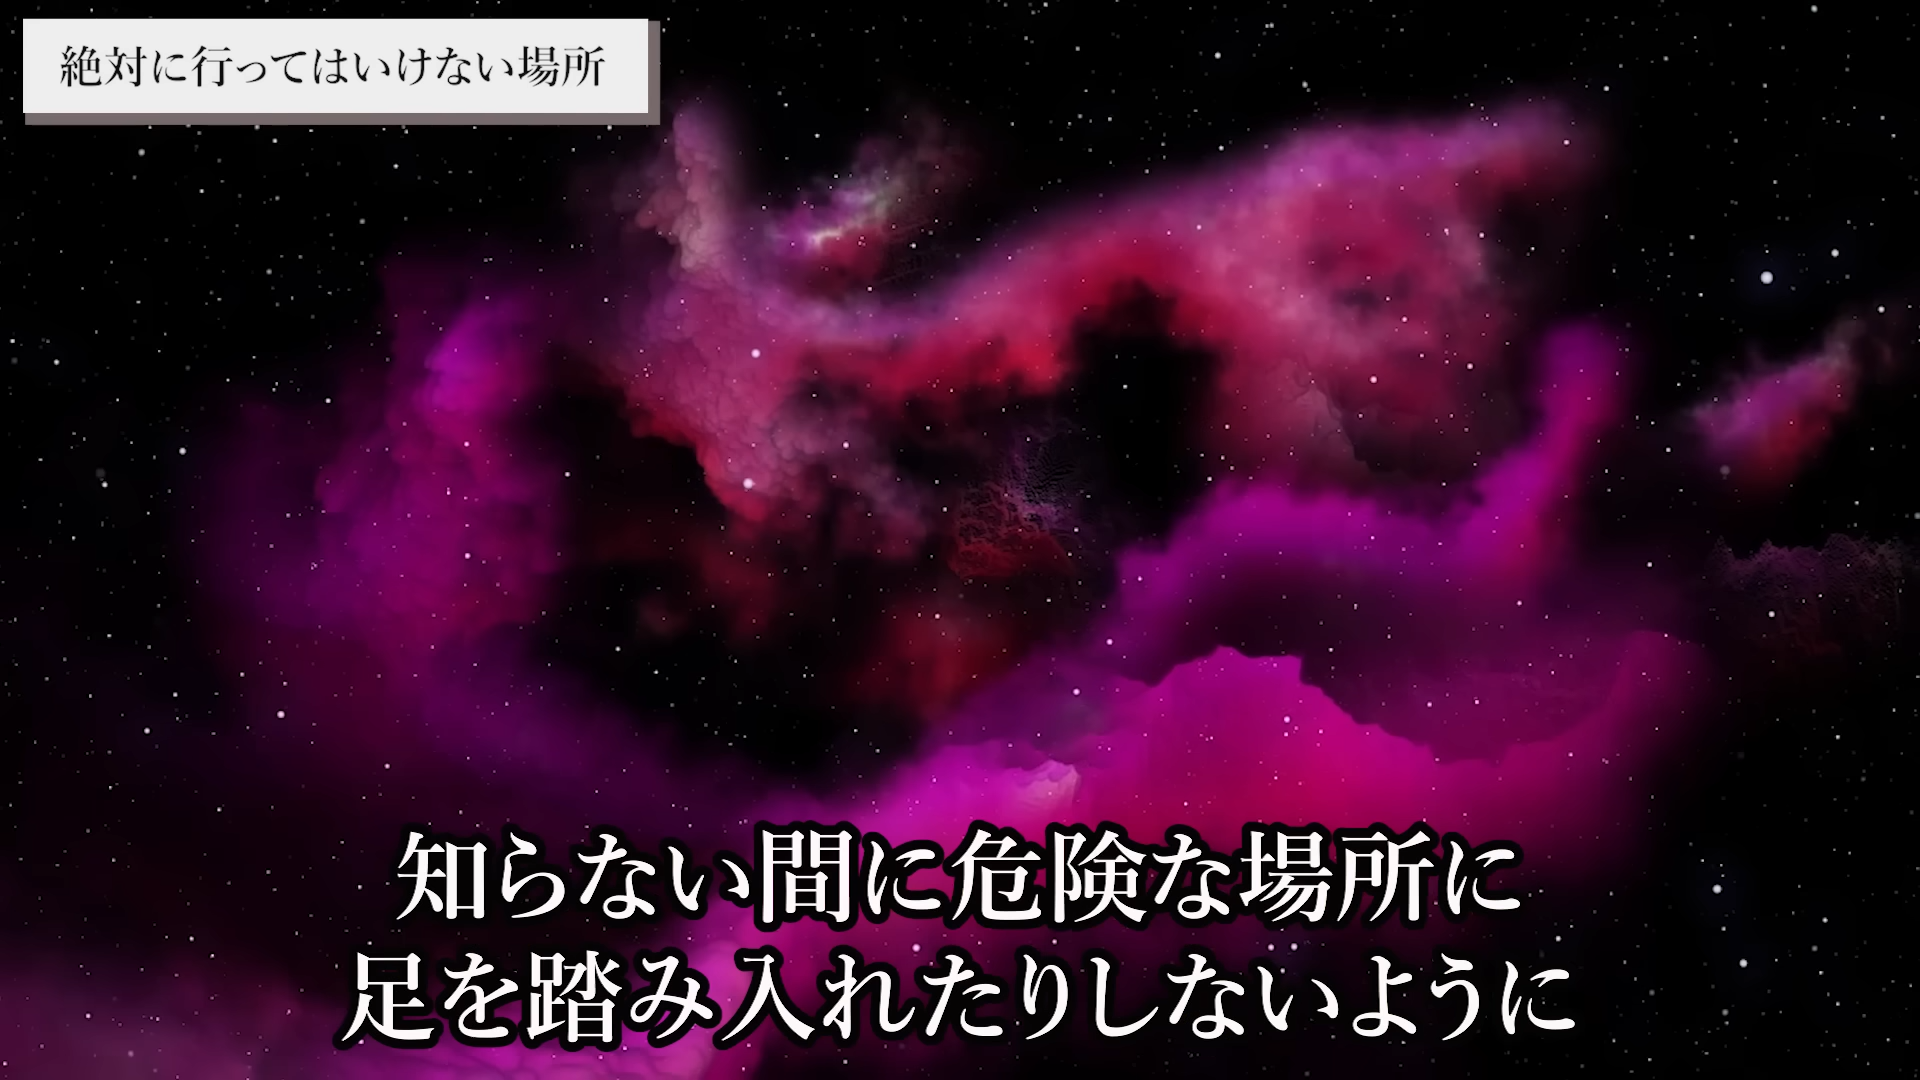 絶対に行ってはいけない場所
知らない間に危険な場所に
足を踏み入れたりしないように